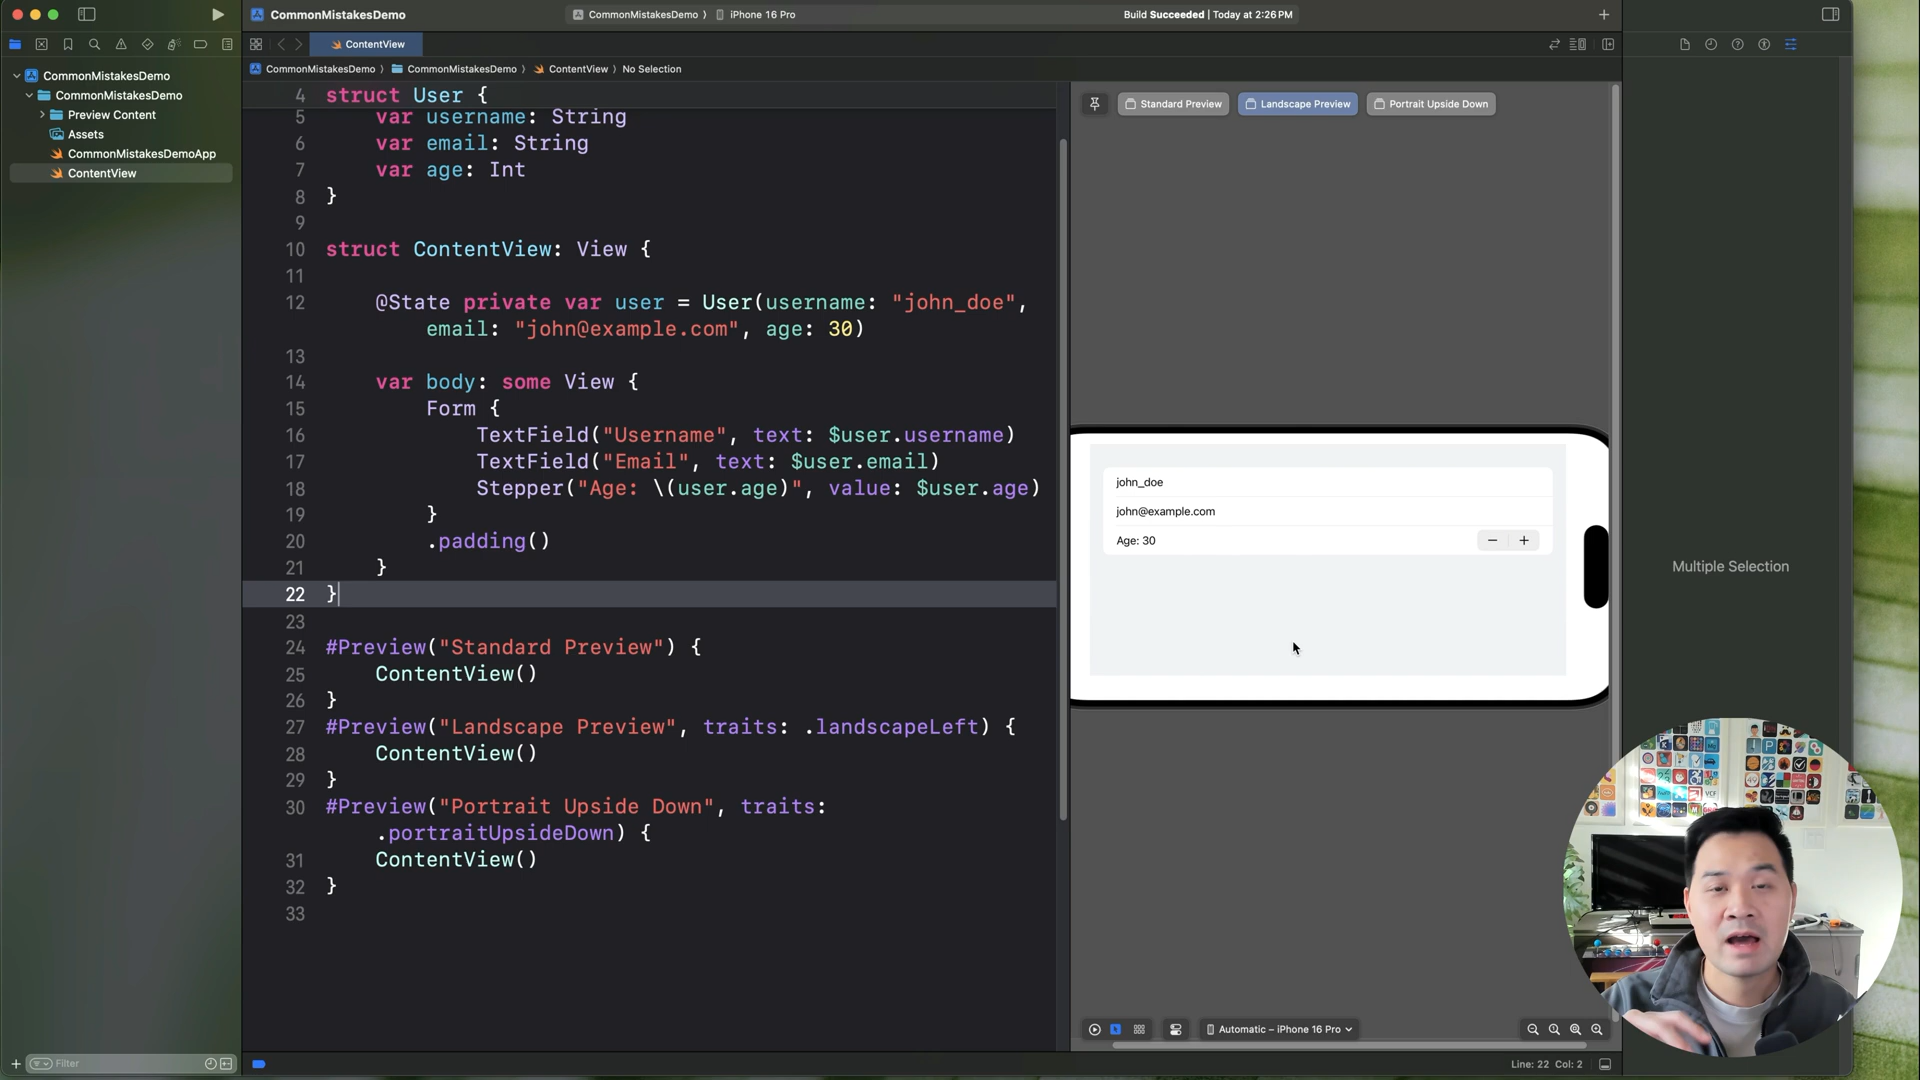 CommonMistakesDemo
CommonMistakesDemo
iPhone 16 Pro
Build Succeeded | Today at 2:26 PM
ContentView
CommonMistakesDemo
CommonMistakesDemo
ContentView
No Selection
CommonMistakesDemo
CommonMistakesDemo
Preview Content
Assets
CommonMistakesDemoApp
ContentView
4 struct User {
5 var username: String
6 var email: String
7 var age: Int
8 }
9
10 struct ContentView: View {
11
12 @State private var user = User(username: "john_doe",
email: "john@example.com", age: 30)
13
14 var body: some View {
15 Form {
16 TextField("Username", text: $user.username)
17 TextField("Email", text: $user.email)
18 Stepper("Age: \(user.age)", value: $user.age)
19 }
20 .padding()
21 }
22 }
23
24 #Preview("Standard Preview") {
25 ContentView()
26 }
27 #Preview("Landscape Preview", traits: .landscapeLeft) {
28 ContentView()
29 }
30 #Preview("Portrait Upside Down", traits:
.portraitUpsideDown) {
31 ContentView()
32 }
33
Standard Preview
Landscape Preview
Portrait Upside Down
john_doe
john@example.com
Age: 30
Multiple Selection
Automatic – iPhone 16 Pro
Filter
Line: 22 Col: 2